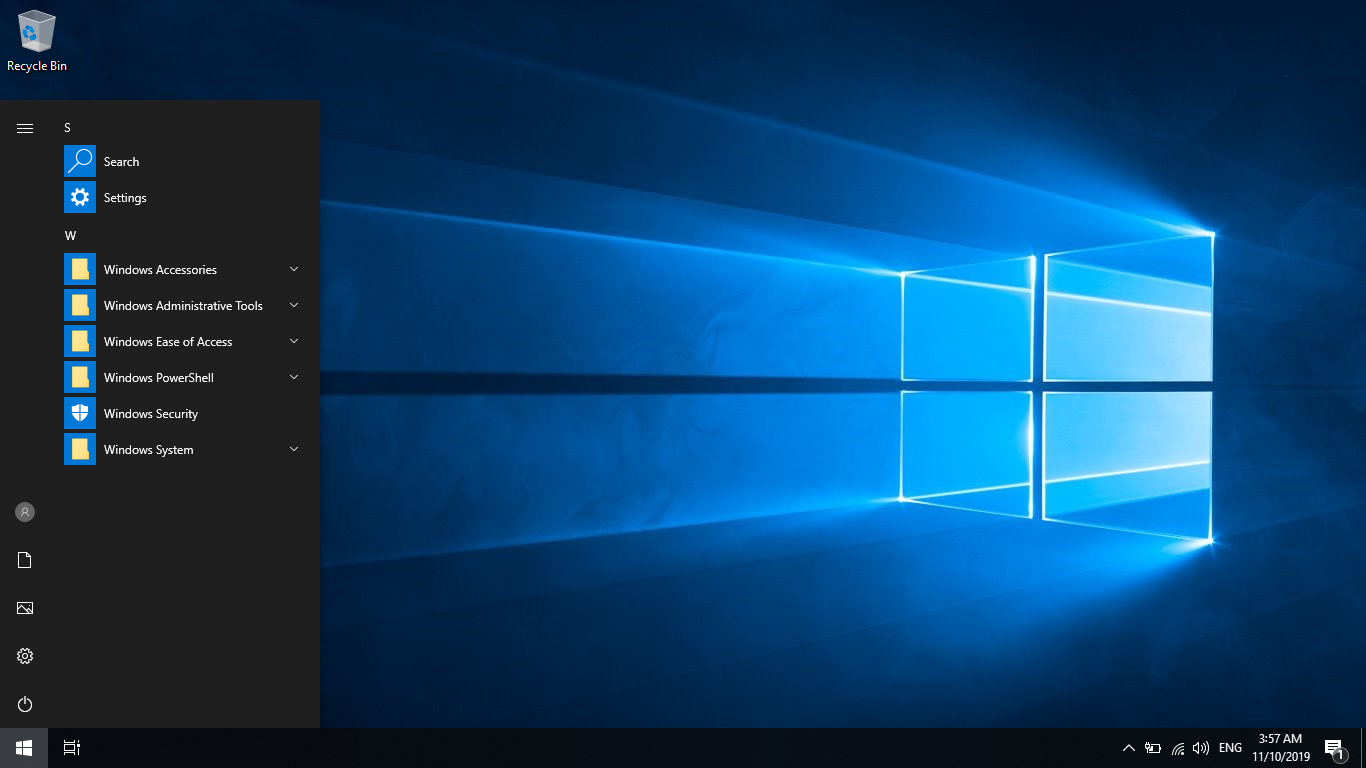 Recycle Bin
S
Search
Settings
W
Windows Accessories
Windows Administrative Tools
Windows Ease of Access
Windows PowerShell
Windows Security
Windows System
ENG
3:57 AM
11/10/2019
1